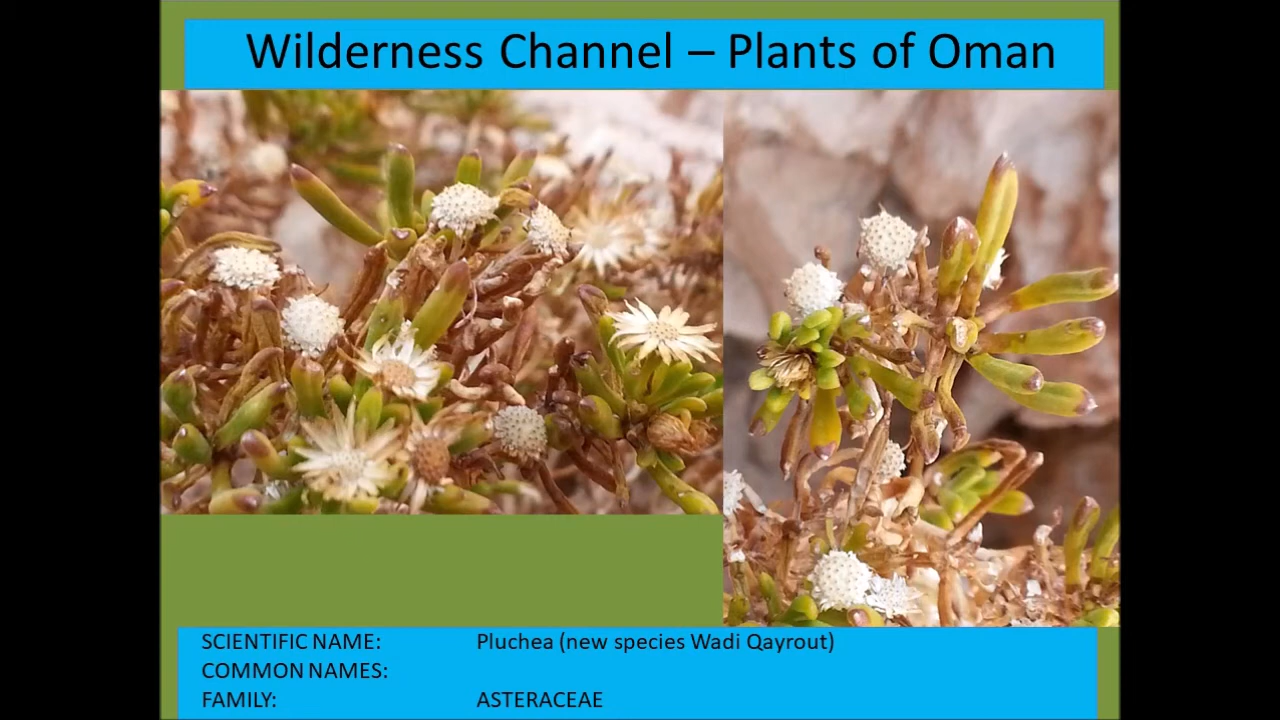 Wilderness Channel – Plants of Oman
SCIENTIFIC NAME: Pluchea (new species Wadi Qayrout)
COMMON NAMES:
FAMILY: ASTERACEAE